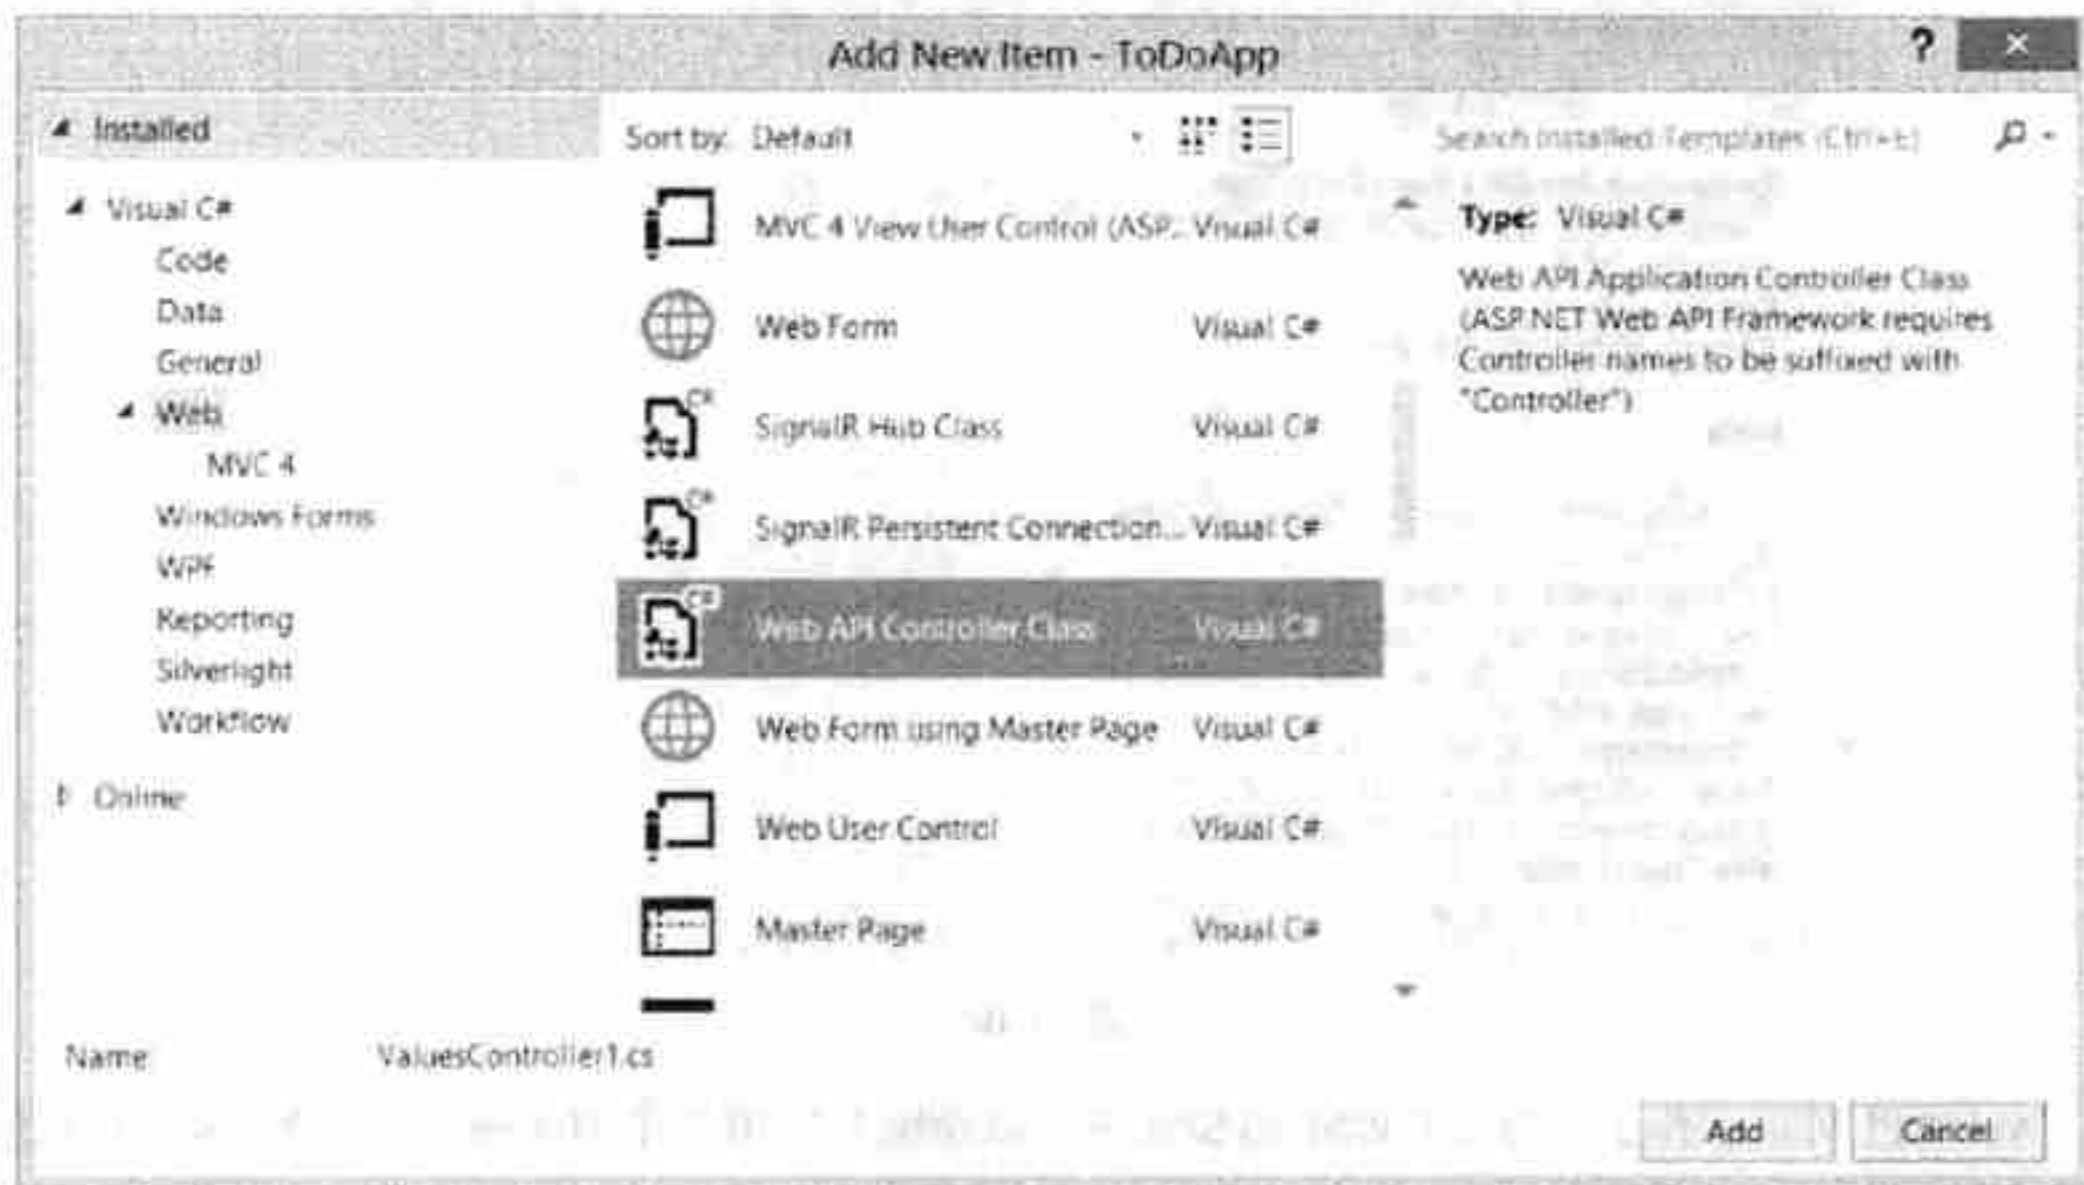 Add New Item - ToDoApp
?
Installed
Sort by: Default
Search Installed Templates (Ctrl+E)
Visual C#
Code
Data
General
Web
MVC 4
Windows Forms
WPF
Reporting
Silverlight
Workflow
Online
MVC 4 View User Control (ASP... Visual C#
Web Form Visual C#
SignalR Hub Class Visual C#
SignalR Persistent Connection... Visual C#
Web API Controller Class Visual C#
Web Form using Master Page Visual C#
Web User Control Visual C#
Master Page Visual C#
Type: Visual C#
Web API Application Controller Class
(ASP.NET Web API Framework requires
Controller names to be suffixed with
"Controller")
Name: ValuesController1.cs
Add
Cancel